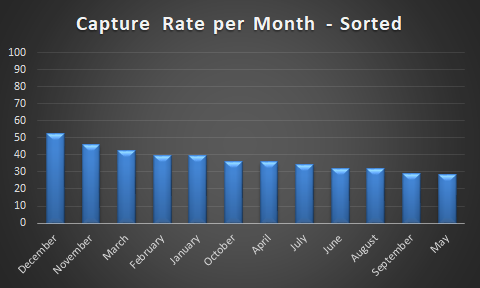 Capture Rate per Month - Sorted
100
90
80
70
60
50
40
30
20
10
0
December
November
March
February
January
October
April
July
June
August
September
May